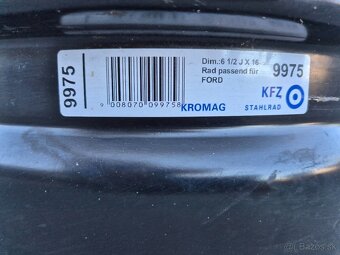 9975
Dim.:6 1/2 J X 16
Rad passend für
FORD
9975
KFZ
STAHLRAD
9 008070 099758
KROMAG